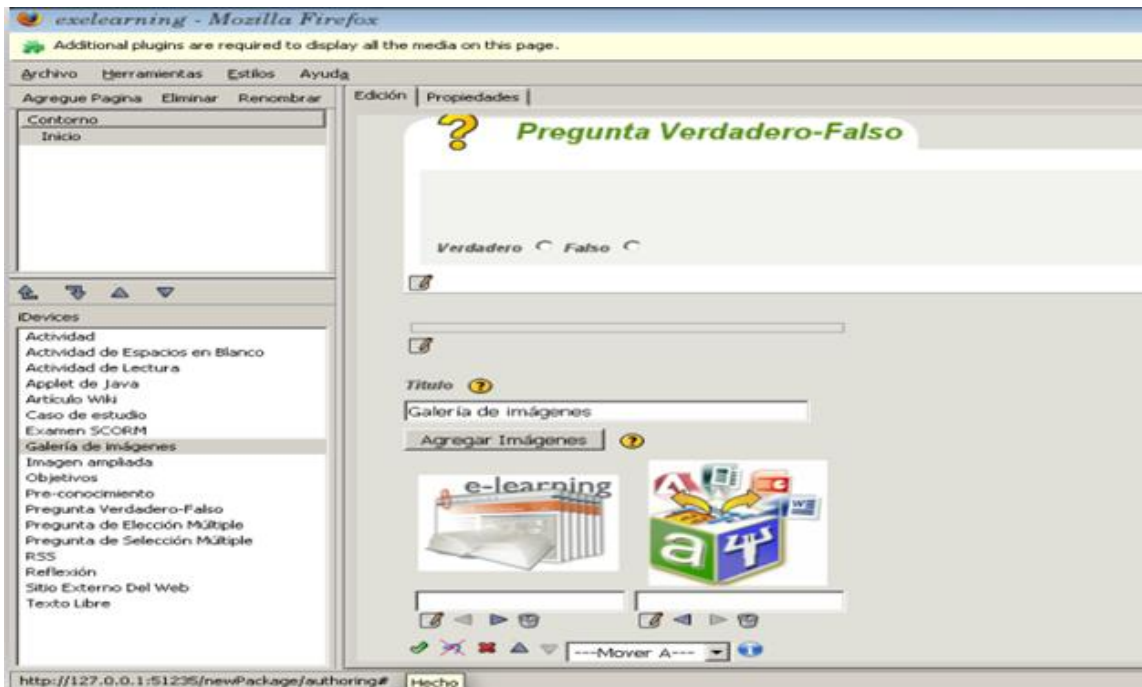 exelearning - Mozilla Firefox
Additional plugins are required to display all the media on this page.
Archivo Herramientas Estilos Ayuda
Agregue Pagina Eliminar Renombrar
Contorno
Inicio
iDevices
Actividad
Actividad de Espacios en Blanco
Actividad de Lectura
Applet de Java
Artículo Wiki
Caso de estudio
Examen SCORM
Galería de imágenes
Imagen ampliada
Objetivos
Pre-conocimiento
Pregunta Verdadero-Falso
Pregunta de Elección Múltiple
Pregunta de Selección Múltiple
RSS
Reflexión
Sitio Externo Del Web
Texto Libre
Edición Propiedades
Pregunta Verdadero-Falso
Verdadero Falso
Título
Galería de imágenes
Agregar Imágenes
e-learning
a
---Mover A---
http://127.0.0.1:51235/newPackage/authoring# Hecho